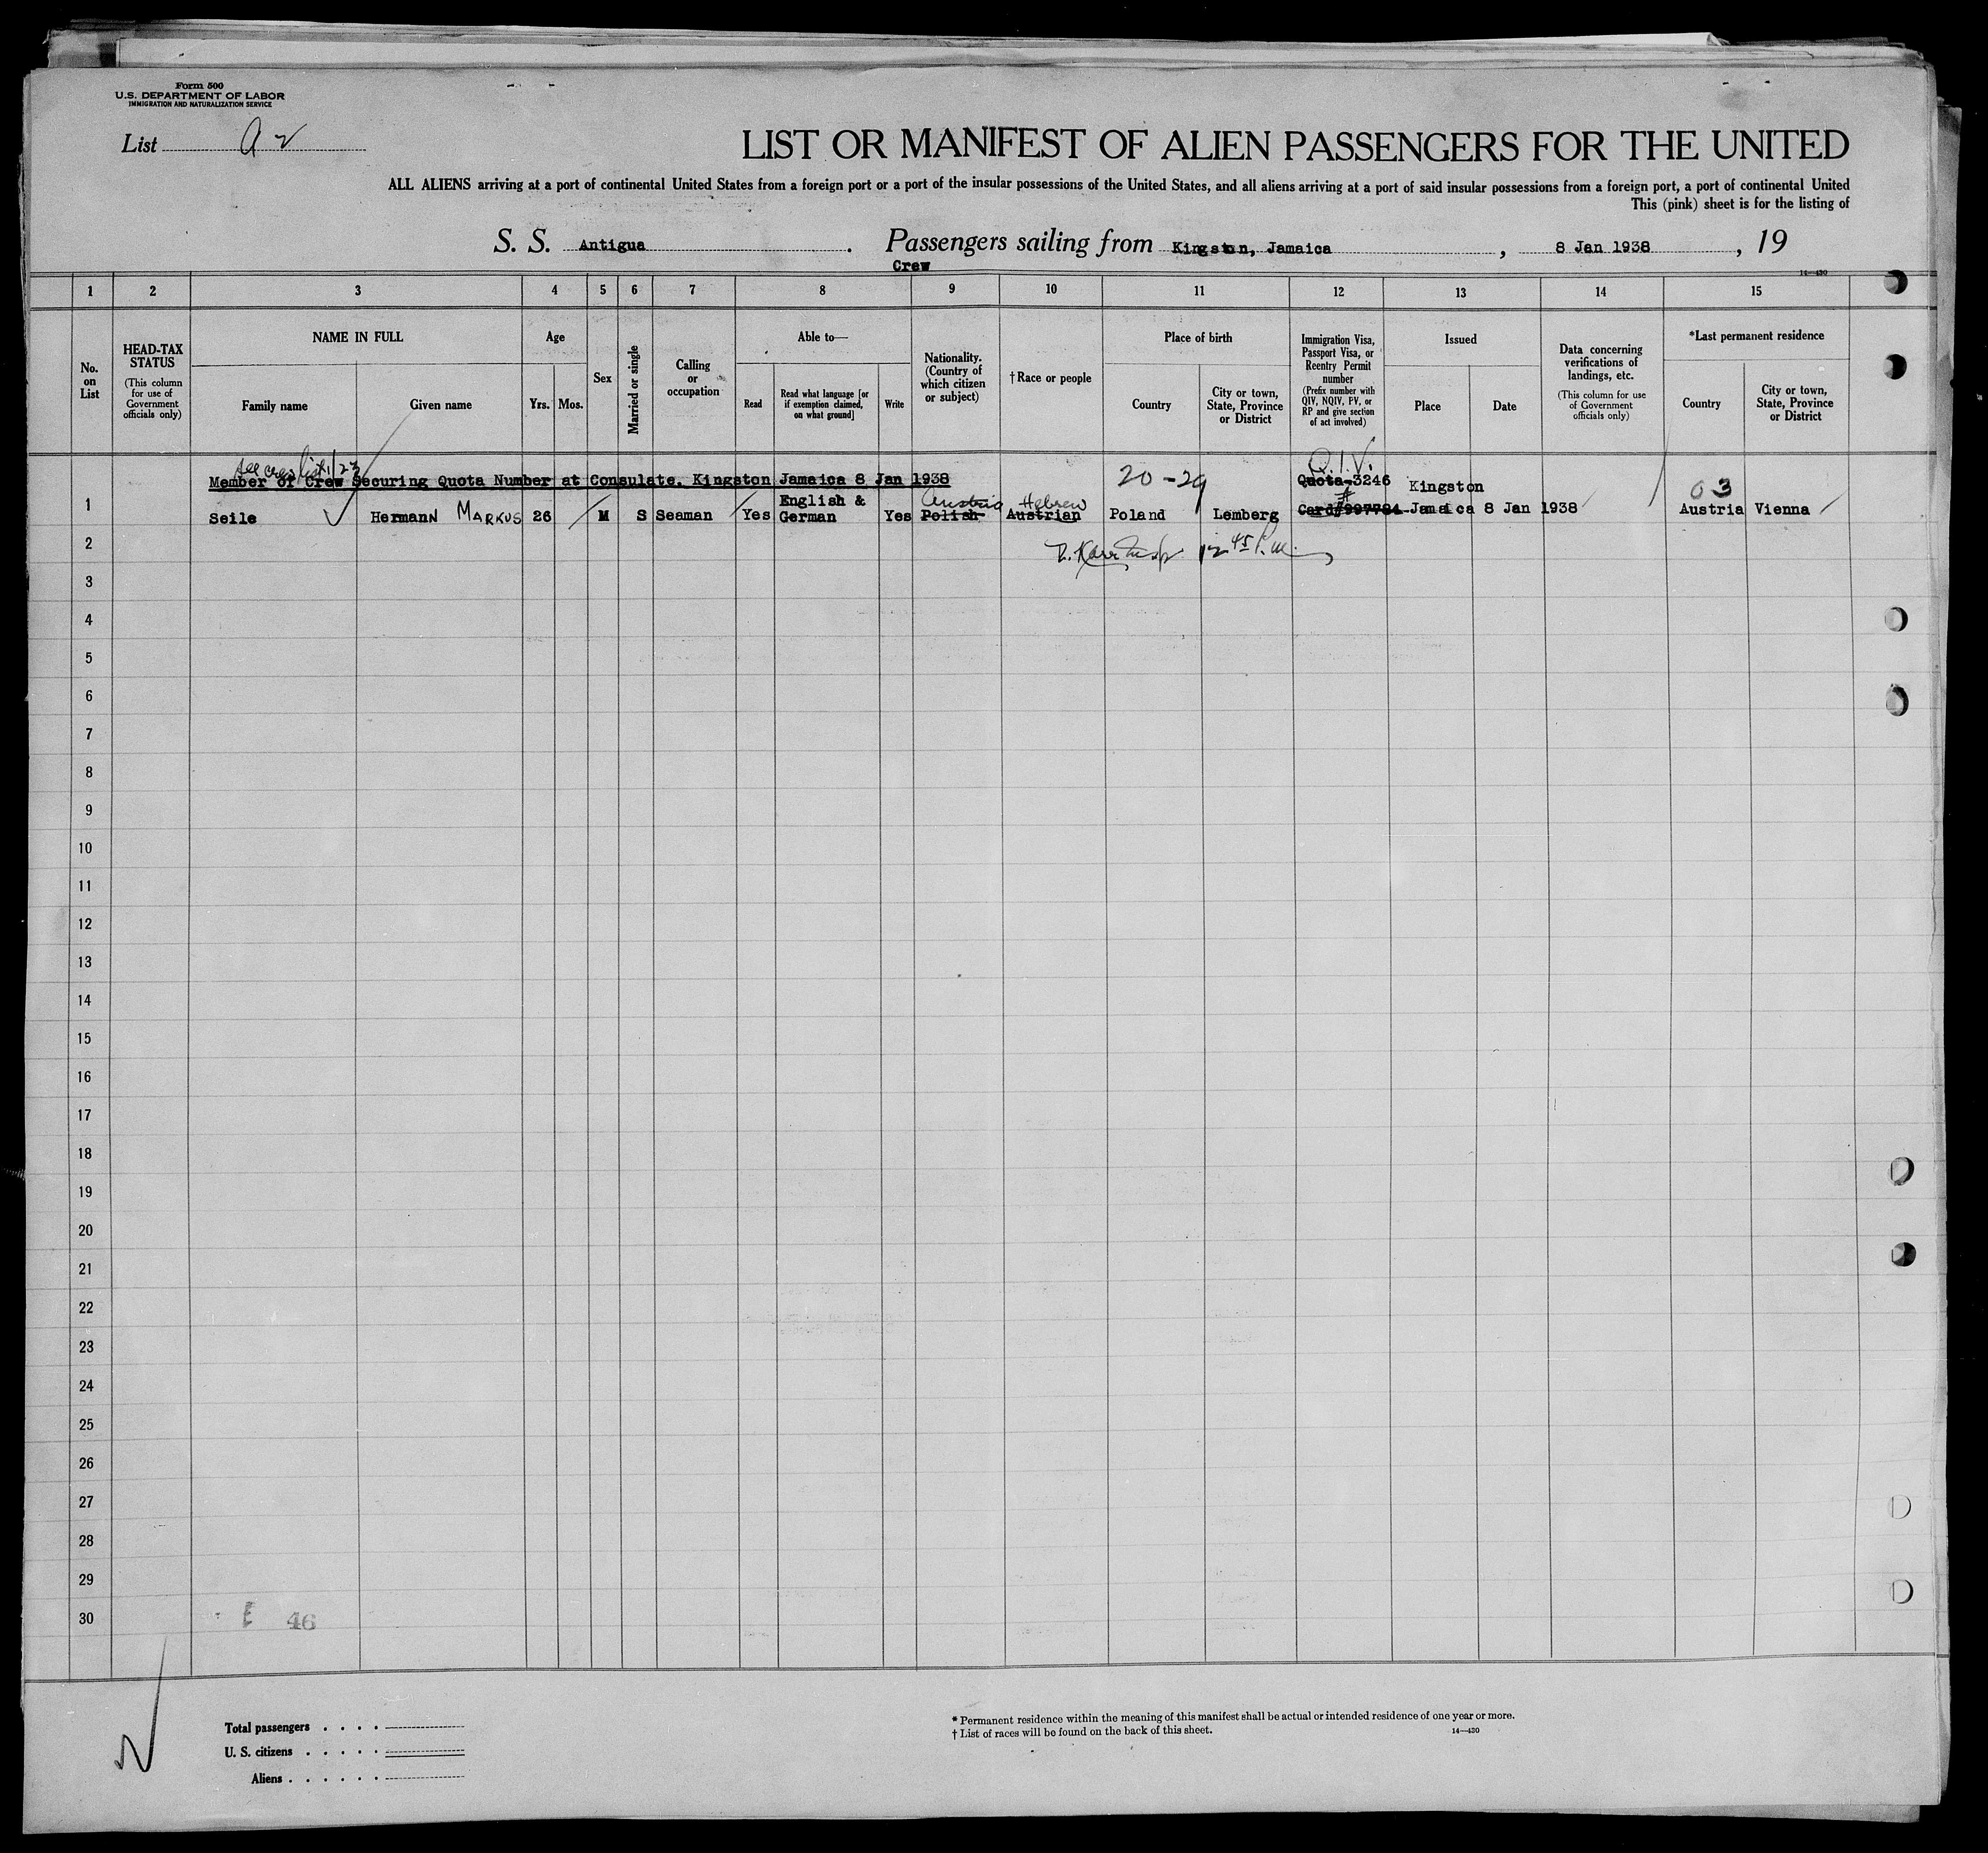 Form 500
U.S. DEPARTMENT OF LABOR
IMMIGRATION AND NATURALIZATION SERVICE
List
LIST OR MANIFEST OF ALIEN PASSENGERS FOR THE UNITED
ALL ALIENS arriving at a port of continental United States from a foreign port or a port of the insular possessions of the United States, and all aliens arriving at a port of said insular possessions from a foreign port, a port of continental United
This (pink) sheet is for the listing of
S. S. Antigua. Passengers sailing from Kingston, Jamaica, 8 Jan 1938, 19
Crew
14—430
1 2 3 4 5 6 7 8 9 10 11 12 13 14 15
No. on List
HEAD-TAX STATUS
(This column for use of Government officials only)
NAME IN FULL
Family name
Given name
Age
Yrs. Mos.
Sex
Married or single
Calling or occupation
Able to—
Read
Read what language [or if exemption claimed, on what ground]
Write
Nationality. (Country of which citizen or subject)
†Race or people
Place of birth
Country
City or town, State, Province or District
Immigration Visa, Passport Visa, or Reentry Permit number
(Prefix number with QIV, NQIV, PV, or RP and give section of act involved)
Issued
Place
Date
Data concerning verifications of landings, etc.
(This column for use of Government officials only)
*Last permanent residence
Country
City or town, State, Province or District
see crew list 1/23
Member of Crew Securing Quota Number at Consulate. Kingston Jamaica 8 Jan 1938
20-29
Q.I.V.
Quota-3246 Kingston
03
1 Seile Hermann MARKUS 26 M S Seaman Yes English & German Yes Polish Austria Austrian Hebrew Poland Lemberg Card#997784 Jamaica 8 Jan 1938 Austria Vienna
2
3
4
5
6
7
8
9
10
11
12
13
14
15
16
17
18
19
20
21
22
23
24
25
26
27
28
29
30
46
Total passengers . . . .
U. S. citizens . . . . .
Aliens . . . . . .
* Permanent residence within the meaning of this manifest shall be actual or intended residence of one year or more.
† List of races will be found on the back of this sheet.
14—430